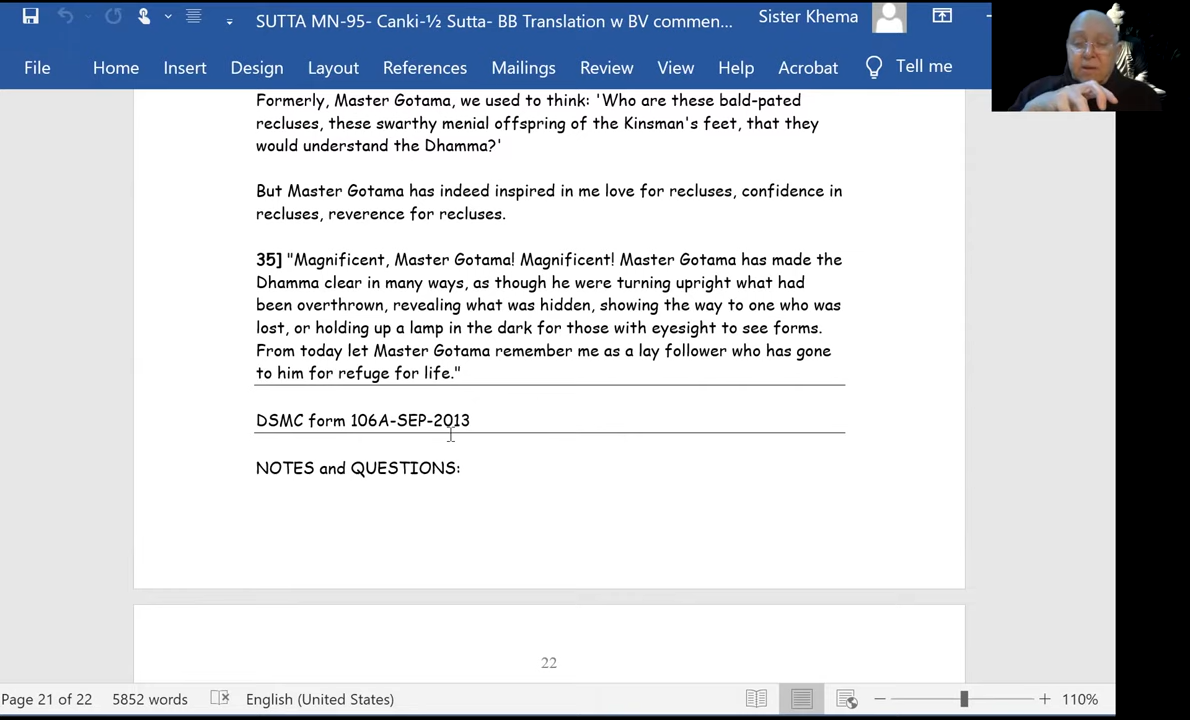 SUTTA MN-95- Canki-½ Sutta- BB Translation w BV commen...
Sister Khema
File Home Insert Design Layout References Mailings Review View Help Acrobat Tell me
Formerly, Master Gotama, we used to think: 'Who are these bald-pated
recluses, these swarthy menial offspring of the Kinsman's feet, that they
would understand the Dhamma?'
But Master Gotama has indeed inspired in me love for recluses, confidence in
recluses, reverence for recluses.
35] "Magnificent, Master Gotama! Magnificent! Master Gotama has made the
Dhamma clear in many ways, as though he were turning upright what had
been overthrown, revealing what was hidden, showing the way to one who was
lost, or holding up a lamp in the dark for those with eyesight to see forms.
From today let Master Gotama remember me as a lay follower who has gone
to him for refuge for life."
DSMC form 106A-SEP-2013
NOTES and QUESTIONS:
22
Page 21 of 22 5852 words English (United States) 110%